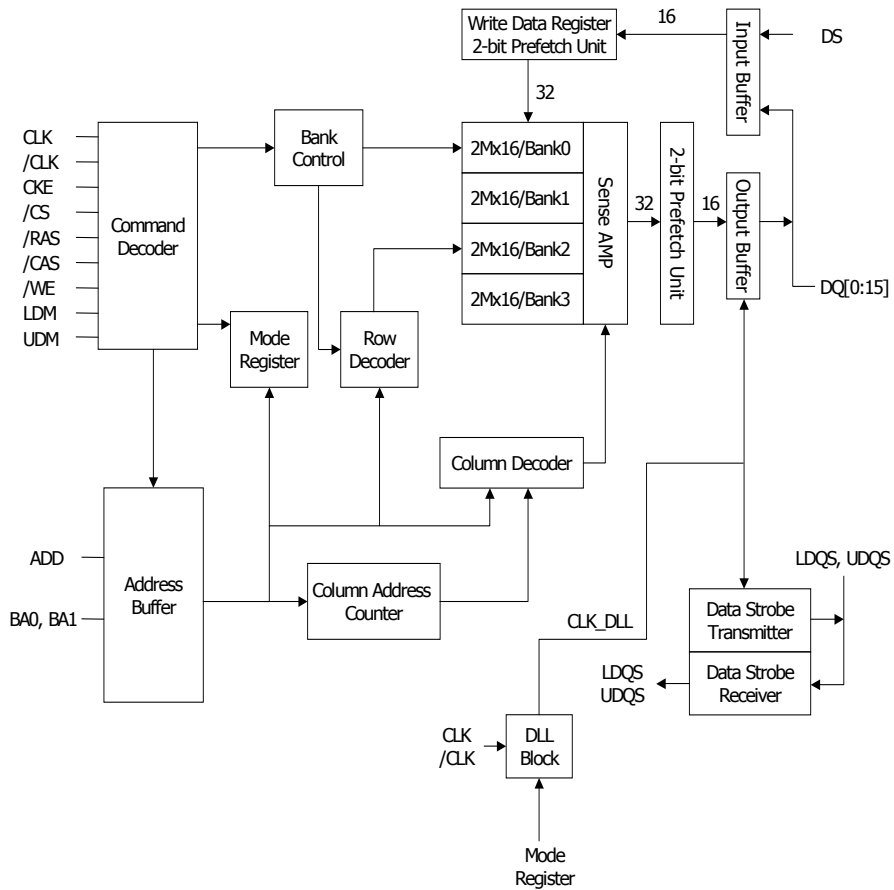 Write Data Register
2-bit Prefetch Unit
16
Input Buffer
DS
32
CLK
/CLK
CKE
/CS
/RAS
/CAS
/WE
LDM
UDM
Command
Decoder
Bank
Control
2Mx16/Bank0
2Mx16/Bank1
2Mx16/Bank2
2Mx16/Bank3
Sense AMP
32
2-bit Prefetch Unit
16
Output Buffer
DQ[0:15]
Mode
Register
Row
Decoder
Column Decoder
ADD
BA0, BA1
Address
Buffer
Column Address
Counter
CLK_DLL
LDQS, UDQS
Data Strobe
Transmitter
Data Strobe
Receiver
LDQS
UDQS
CLK
/CLK
DLL
Block
Mode
Register